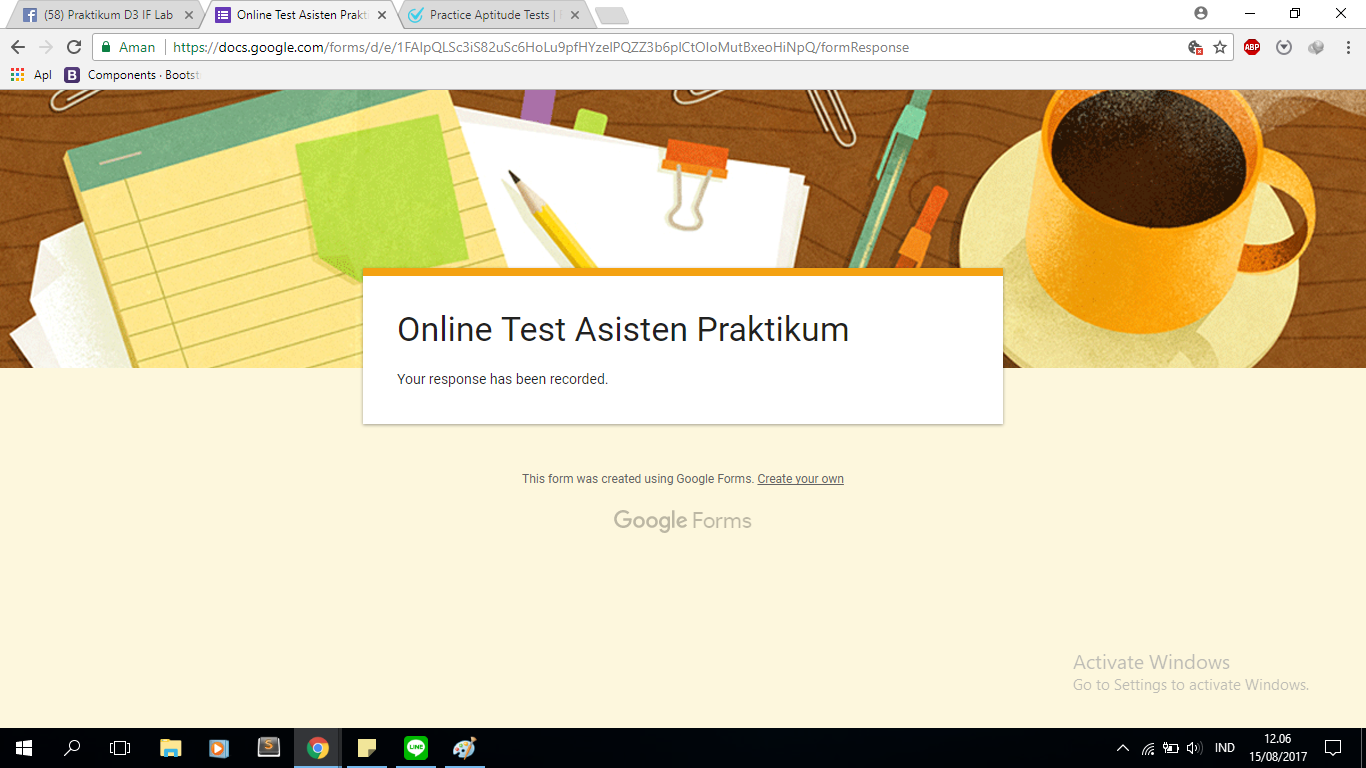 (58) Praktikum D3 IF Lab
Online Test Asisten Prakti
Practice Aptitude Tests |
Aman
https://docs.google.com/forms/d/e/1FAIpQLSc3iS82uSc6HoLu9pfHYzeIPQZZ3b6plCtOIoMutBxeoHiNpQ/formResponse
ABP
Apl
B
Components · Bootst
Online Test Asisten Praktikum
Your response has been recorded.
This form was created using Google Forms. Create your own
Google Forms
Activate Windows
Go to Settings to activate Windows.
S
LINE
IND
12.06
15/08/2017